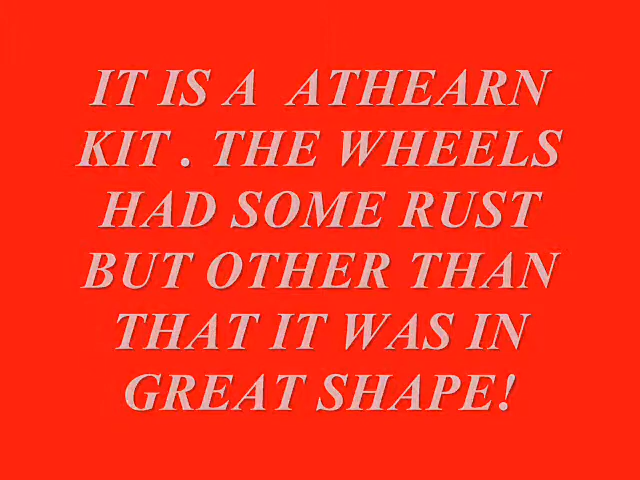 IT IS A  ATHEARN
KIT . THE WHEELS
HAD SOME RUST
BUT OTHER THAN
THAT IT WAS IN
GREAT SHAPE!